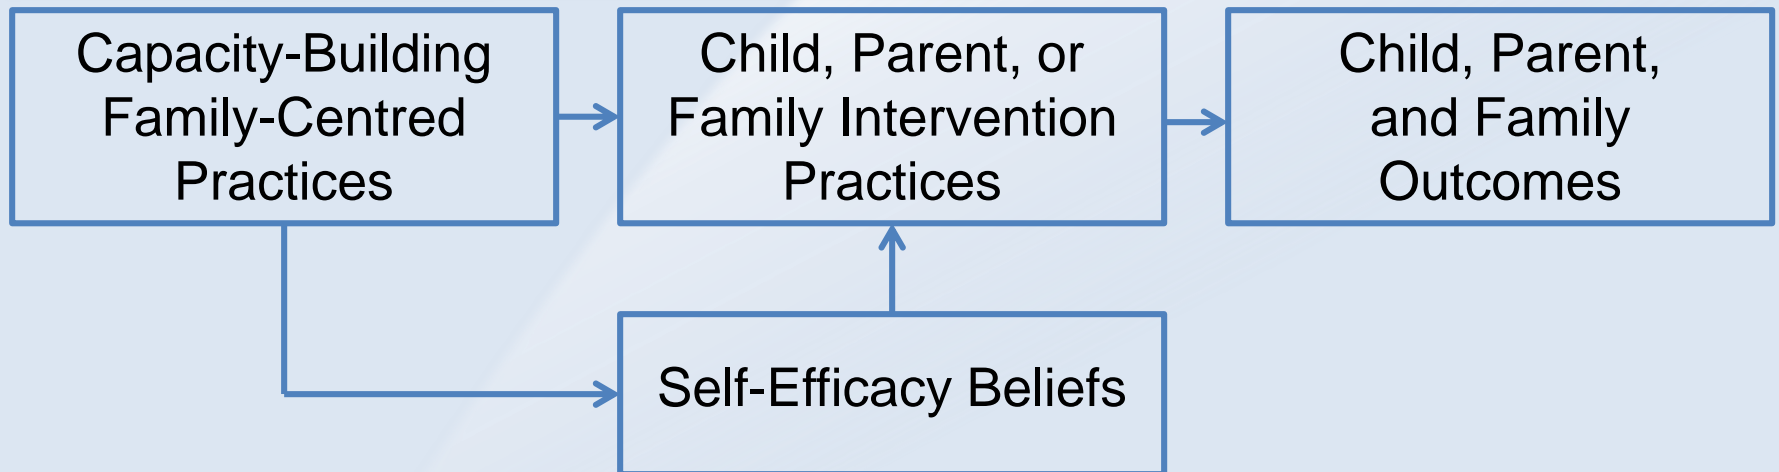 Capacity-Building
Family-Centred
Practices
Child, Parent, or
Family Intervention
Practices
Child, Parent,
and Family
Outcomes
Self-Efficacy Beliefs